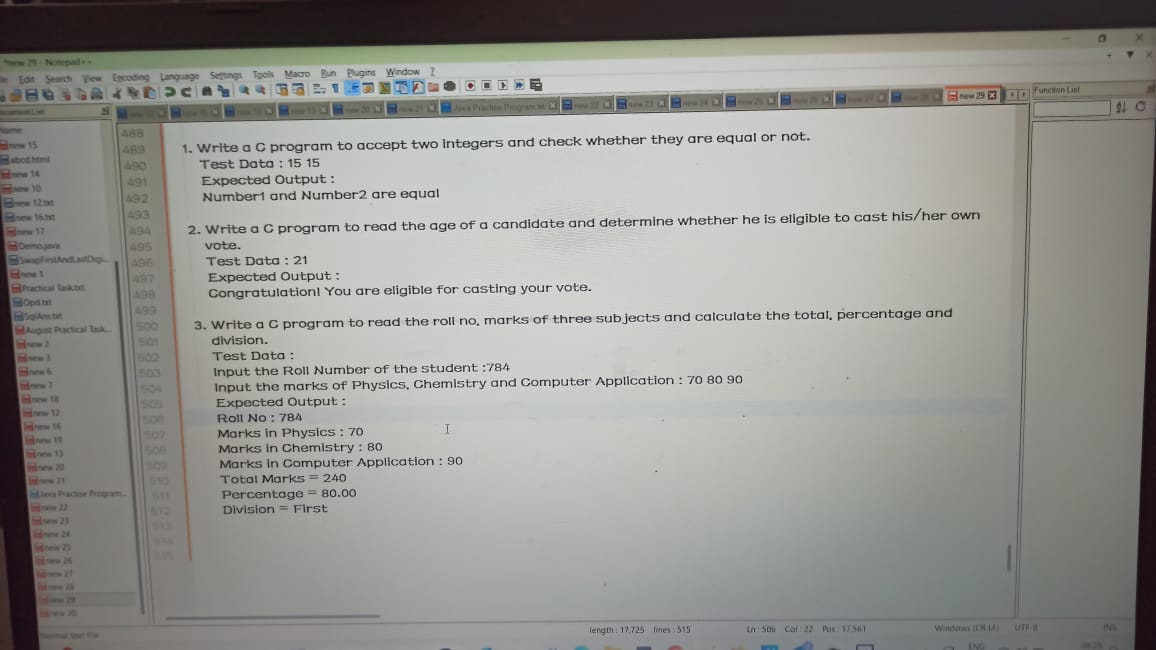 *new 29 - Notepad++
Edit Search View Encoding Language Settings Tools Macro Run Plugins Window ?
Java Practise Program.txt
new 29
Function List
Name
new 15
abcd.html
new 14
new 10
new 12.txt
new 16.txt
new 17
Demo.java
SwapFirstAndLastDigi...
new 1
Practical Task.txt
Opd.txt
SqlAns.txt
August Practical Task...
new 2
new 3
new 6
new 7
new 18
new 12
new 16
new 19
new 13
new 20
new 21
Java Practise Program...
new 22
new 23
new 24
new 25
new 26
new 27
new 28
new 29
new 30
488
489 1. Write a C program to accept two integers and check whether they are equal or not.
490 Test Data : 15 15
491 Expected Output :
492 Number1 and Number2 are equal
493
494 2. Write a C program to read the age of a candidate and determine whether he is eligible to cast his/her own
495 vote.
496 Test Data : 21
497 Expected Output :
498 Congratulation! You are eligible for casting your vote.
499
500 3. Write a C program to read the roll no, marks of three subjects and calculate the total, percentage and
501 division.
502 Test Data :
503 Input the Roll Number of the student :784
504 Input the marks of Physics, Chemistry and Computer Application : 70 80 90
505 Expected Output :
506 Roll No : 784
507 Marks in Physics : 70
508 Marks in Chemistry : 80
509 Marks in Computer Application : 90
510 Total Marks = 240
511 Percentage = 80.00
512 Division = First
513
514
515
Normal text file
length : 17,725 lines : 515
Ln : 506 Col : 22 Pos : 17,561
Windows (CR LF)
UTF-8
INS
ENG